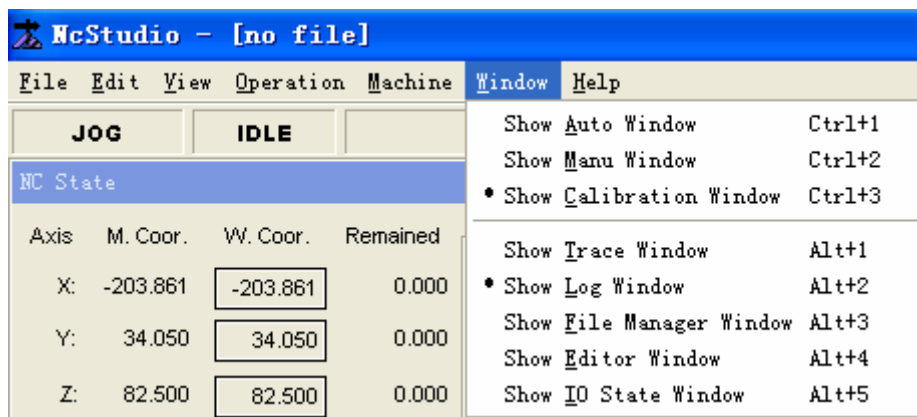 NcStudio - [no file]
File Edit View Operation Machine Window Help
JOG IDLE
NC State
Axis M. Coor. W. Coor. Remained
X: -203.861 -203.861 0.000
Y: 34.050 34.050 0.000
Z: 82.500 82.500 0.000
Show Auto Window Ctrl+1
Show Manu Window Ctrl+2
• Show Calibration Window Ctrl+3
Show Trace Window Alt+1
• Show Log Window Alt+2
Show File Manager Window Alt+3
Show Editor Window Alt+4
Show IO State Window Alt+5